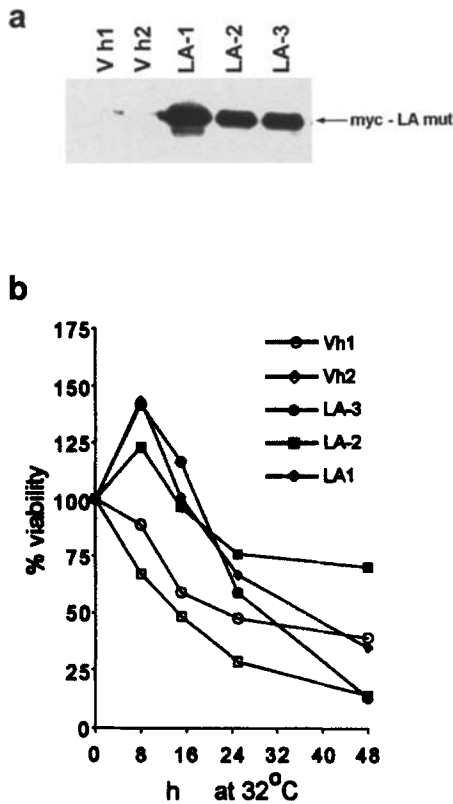 a
V h1
V h2
LA-1
LA-2
LA-3
myc - LA mut
b
175
150
125
100
75
50
25
0
% viability
0
8
16
24
32
40
48
h at 32°C
Vh1
Vh2
LA-3
LA-2
LA1